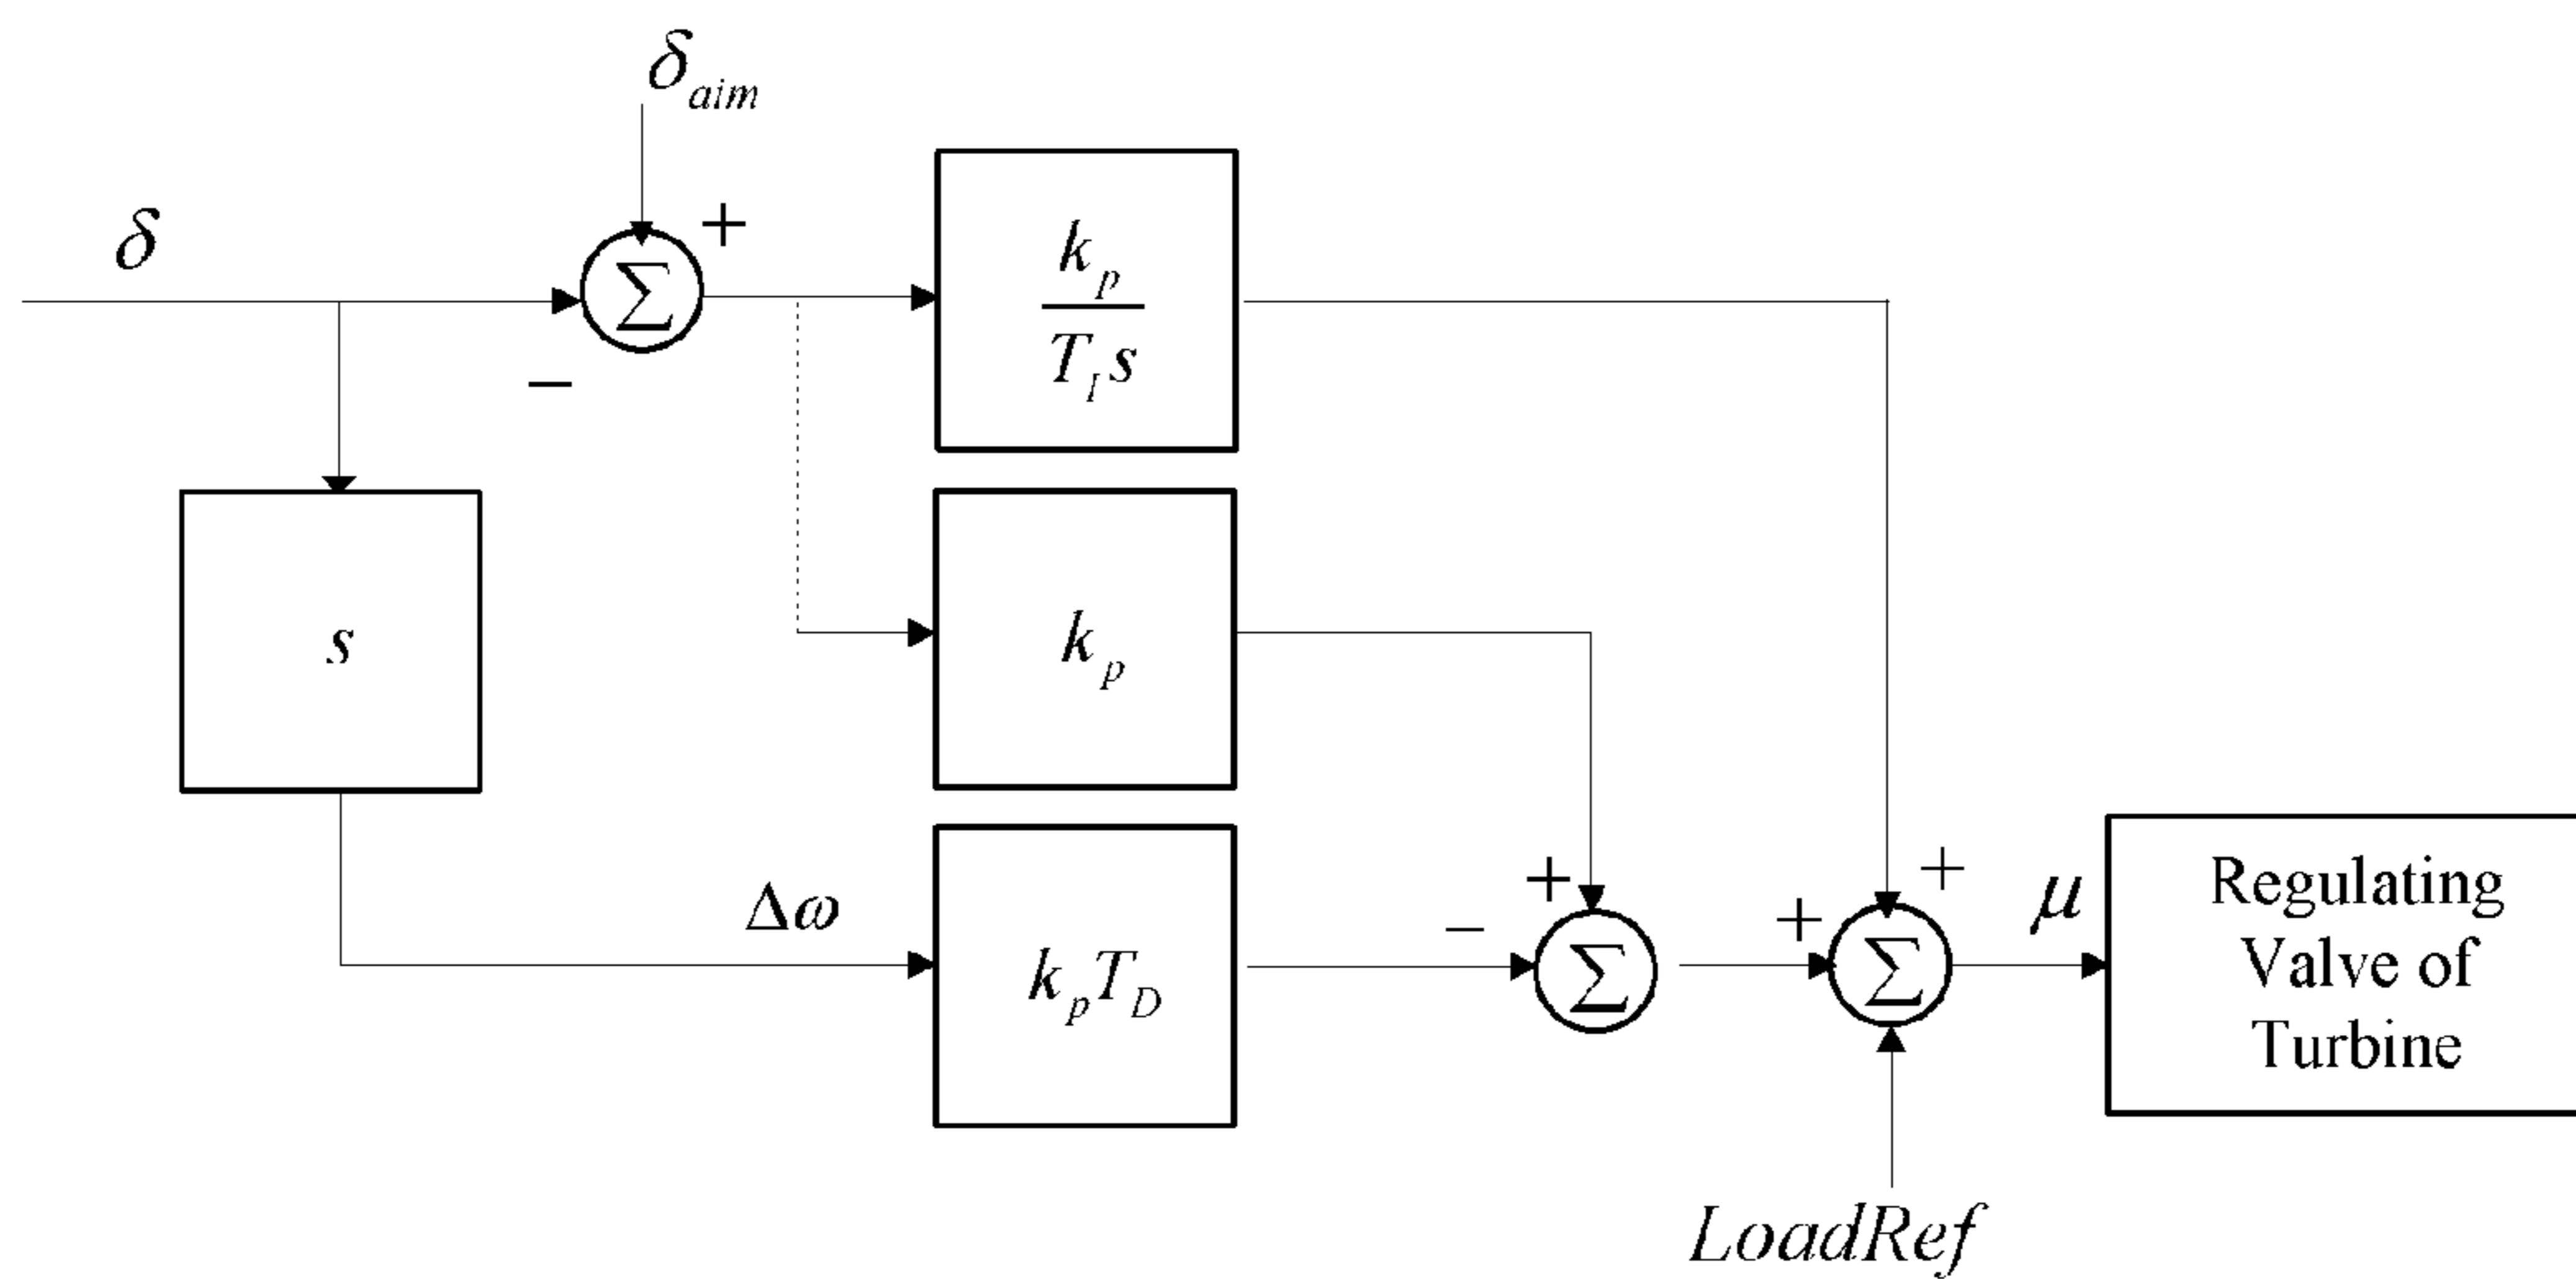 δ_aim
δ
+
Σ
−
k_p
T_I s
s
k_p
Δω
k_p T_D
+
−
Σ
+
+
Σ
μ
Regulating
Valve of
Turbine
LoadRef